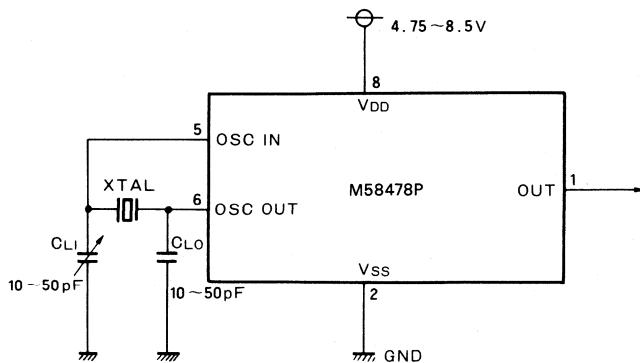 4.75~8.5V
8
VDD
5
OSC IN
XTAL
6
OSC OUT
M58478P
OUT
1
CLI
CLO
10~50pF
10~50pF
VSS
2
GND